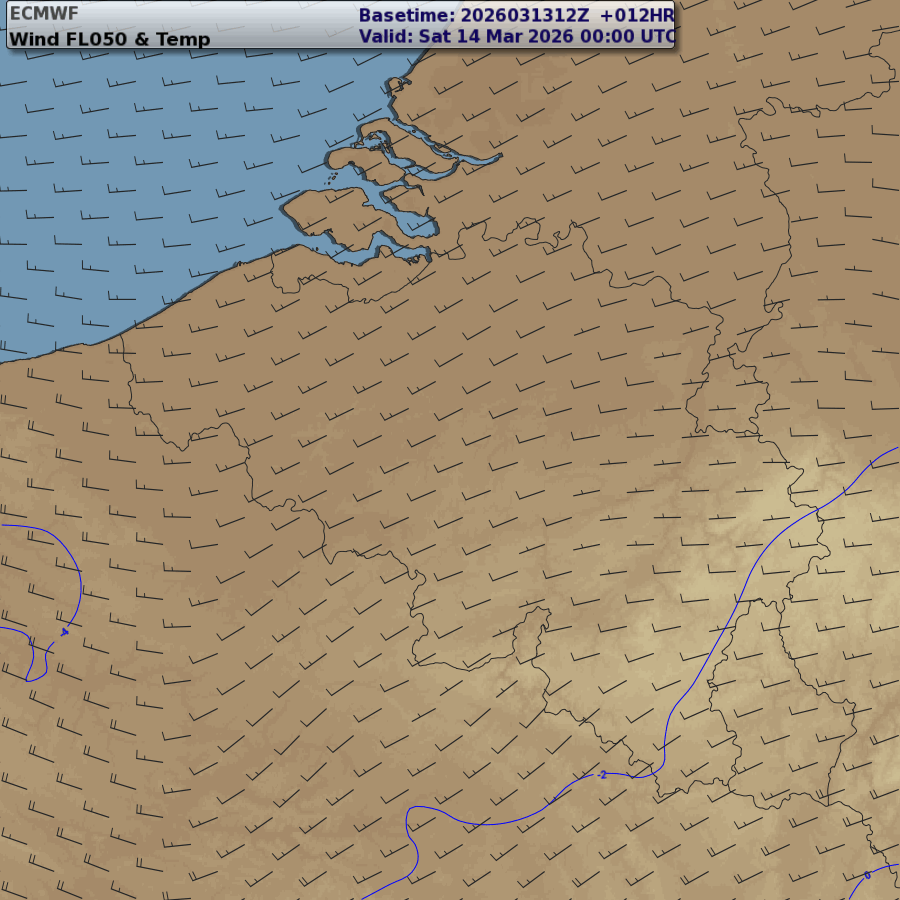 ECMWF
Basetime: 2026031312Z +012HR
Wind FL050 & Temp
Valid: Sat 14 Mar 2026 00:00 UTC
-4
-2
0